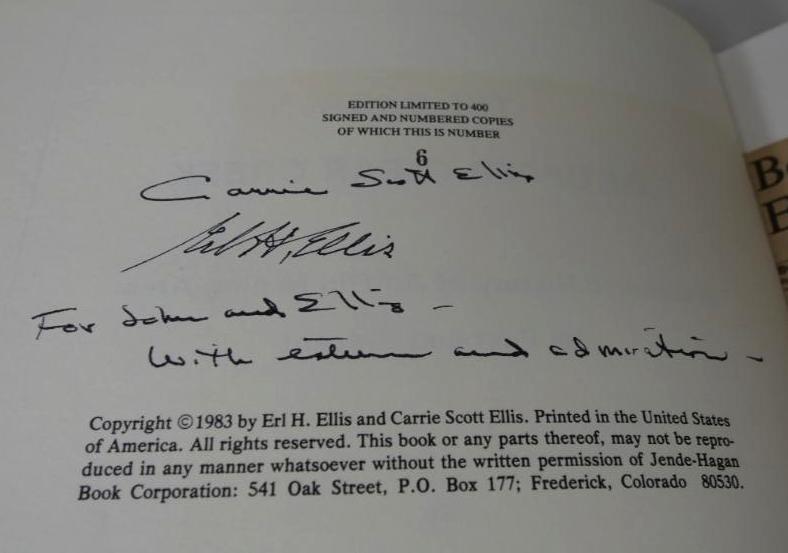 EDITION LIMITED TO 400
SIGNED AND NUMBERED COPIES
OF WHICH THIS IS NUMBER
6
Carrie Scott Ellis
Erl H. Ellis
For John and Ellis –
With esteem and admiration –
Copyright ©1983 by Erl H. Ellis and Carrie Scott Ellis. Printed in the United States
of America. All rights reserved. This book or any parts thereof, may not be repro-
duced in any manner whatsoever without the written permission of Jende-Hagan
Book Corporation: 541 Oak Street, P.O. Box 177; Frederick, Colorado 80530.